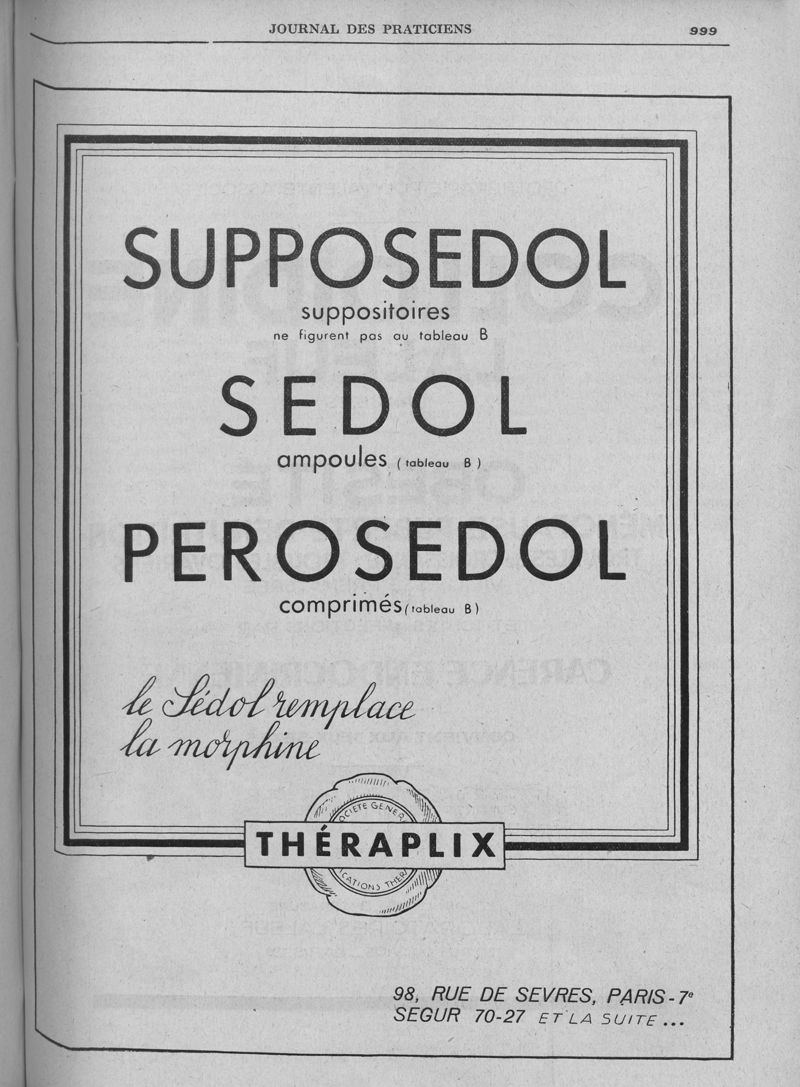 JOURNAL DES PRATICIENS 999
SUPPOSEDOL
suppositoires
ne figurent pas au tableau B
SEDOL
ampoules (tableau B)
PEROSEDOL
comprimés (tableau B)
le Sédol remplace
la morphine
THÉRAPLIX
98, RUE DE SEVRES, PARIS-7e
SEGUR 70-27 ET LA SUITE...